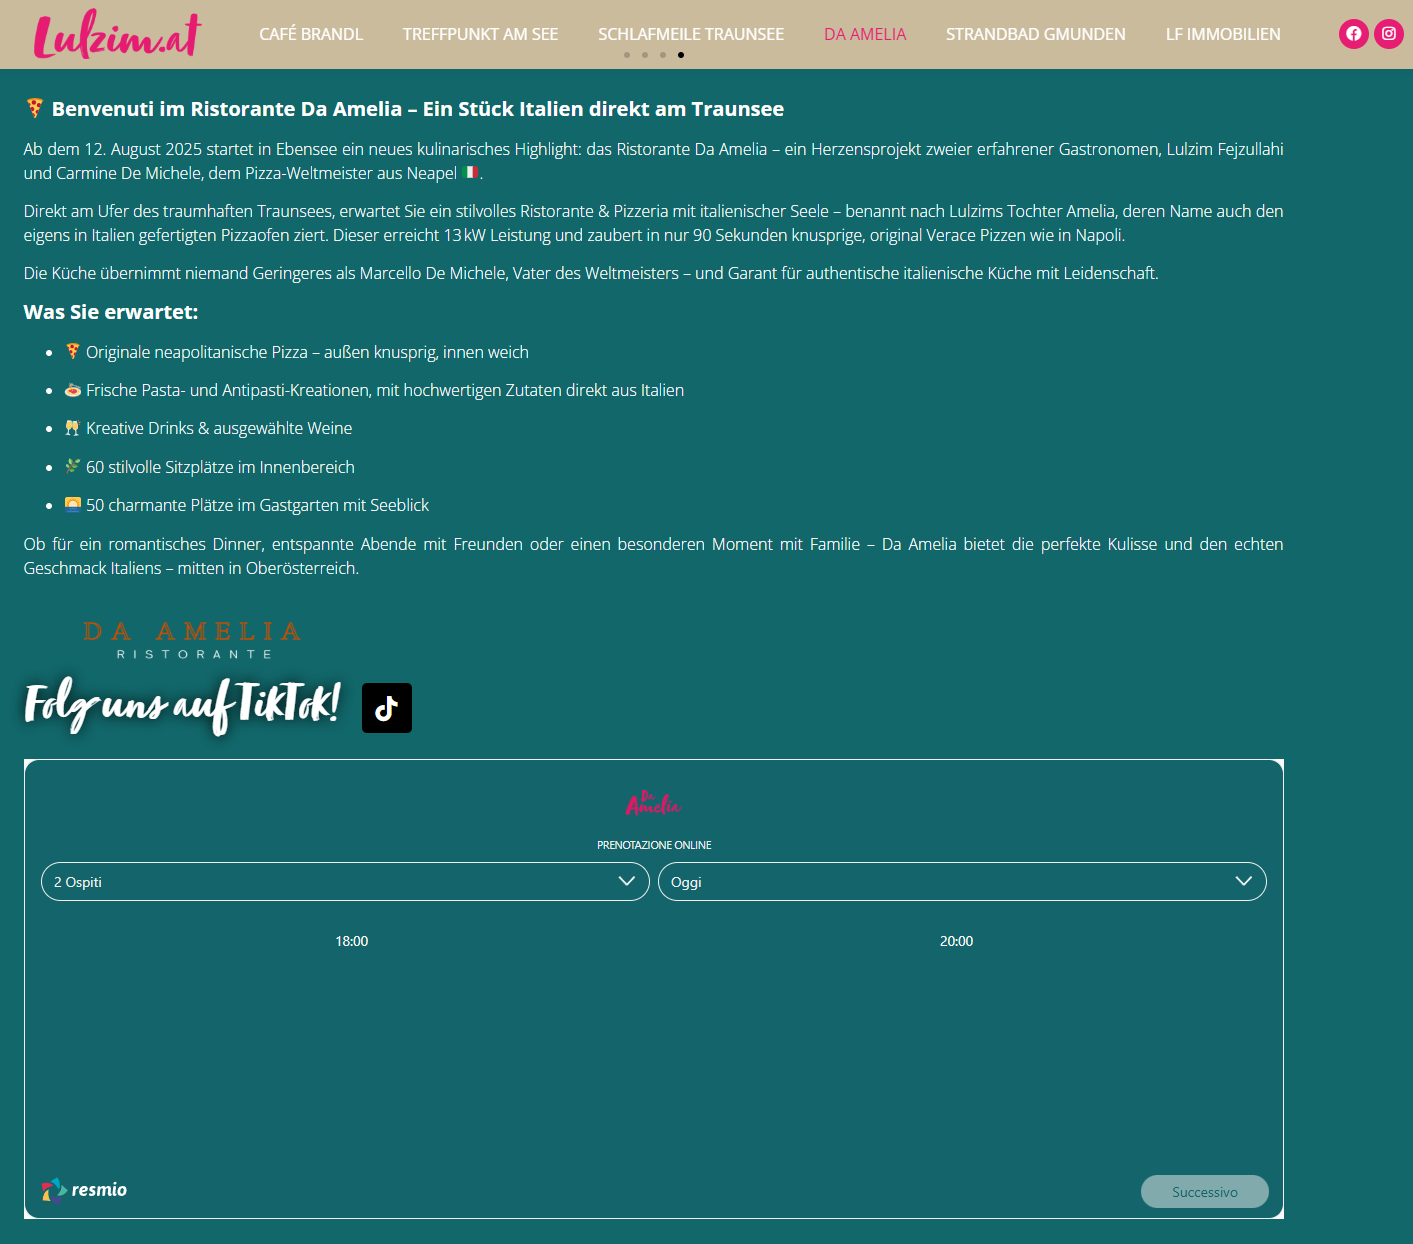 Lulzim.at
CAFÉ BRANDL TREFFPUNKT AM SEE SCHLAFMEILE TRAUNSEE DA AMELIA STRANDBAD GMUNDEN LF IMMOBILIEN
🍕 Benvenuti im Ristorante Da Amelia – Ein Stück Italien direkt am Traunsee
Ab dem 12. August 2025 startet in Ebensee ein neues kulinarisches Highlight: das Ristorante Da Amelia – ein Herzensprojekt zweier erfahrener Gastronomen, Lulzim Fejzullahi
und Carmine De Michele, dem Pizza-Weltmeister aus Neapel 🇮🇹.
Direkt am Ufer des traumhaften Traunsees, erwartet Sie ein stilvolles Ristorante & Pizzeria mit italienischer Seele – benannt nach Lulzims Tochter Amelia, deren Name auch den
eigens in Italien gefertigten Pizzaofen ziert. Dieser erreicht 13 kW Leistung und zaubert in nur 90 Sekunden knusprige, original Verace Pizzen wie in Napoli.
Die Küche übernimmt niemand Geringeres als Marcello De Michele, Vater des Weltmeisters – und Garant für authentische italienische Küche mit Leidenschaft.
Was Sie erwartet:
• 🍕 Originale neapolitanische Pizza – außen knusprig, innen weich
• 🍝 Frische Pasta- und Antipasti-Kreationen, mit hochwertigen Zutaten direkt aus Italien
• 🥂 Kreative Drinks & ausgewählte Weine
• 🌿 60 stilvolle Sitzplätze im Innenbereich
• 🌅 50 charmante Plätze im Gastgarten mit Seeblick
Ob für ein romantisches Dinner, entspannte Abende mit Freunden oder einen besonderen Moment mit Familie – Da Amelia bietet die perfekte Kulisse und den echten
Geschmack Italiens – mitten in Oberösterreich.
DA AMELIA
RISTORANTE
Folg uns auf TikTok!
Da
Amelia
PRENOTAZIONE ONLINE
2 Ospiti Oggi
18:00 20:00
resmio Successivo